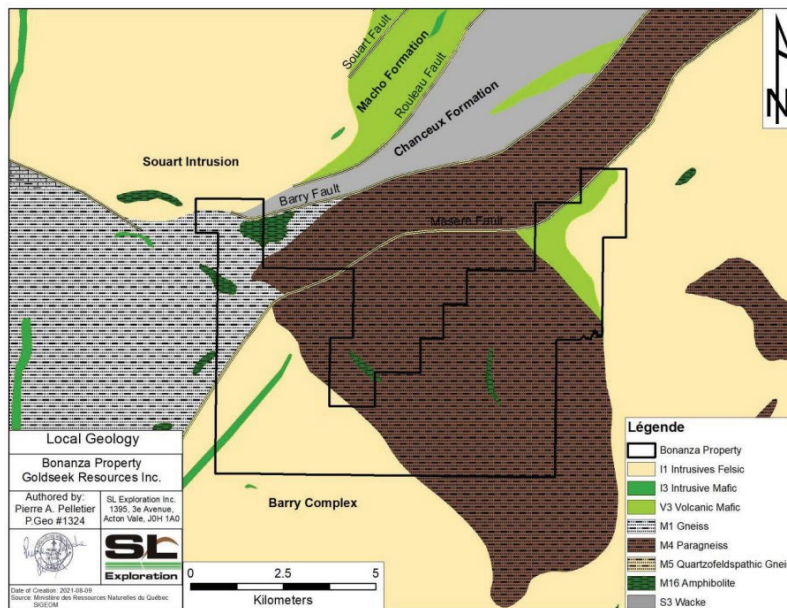 Souart Fault
Macho Formation
Rouleau Fault
Chanceux Formation
N
Souart Intrusion
Barry Fault
Masere Fault
Barry Complex
Local Geology
Bonanza Property
Goldseek Resources Inc.
Authored by:
Pierre A. Pelletier
P.Geo #1324
SL Exploration Inc.
1395, 3e Avenue,
Acton Vale, J0H 1A0
SL
Exploration
Date of Creation: 2021-08-09
Source: Ministère des Ressources Naturelles du Québec
SIGEOM
0 1.25 2.5 5
Kilometers
Légende
Bonanza Property
I1 Intrusives Felsic
I3 Intrusive Mafic
V3 Volcanic Mafic
M1 Gneiss
M4 Paragneiss
M5 Quartzofeldspathic Gnei
M16 Amphibolite
S3 Wacke